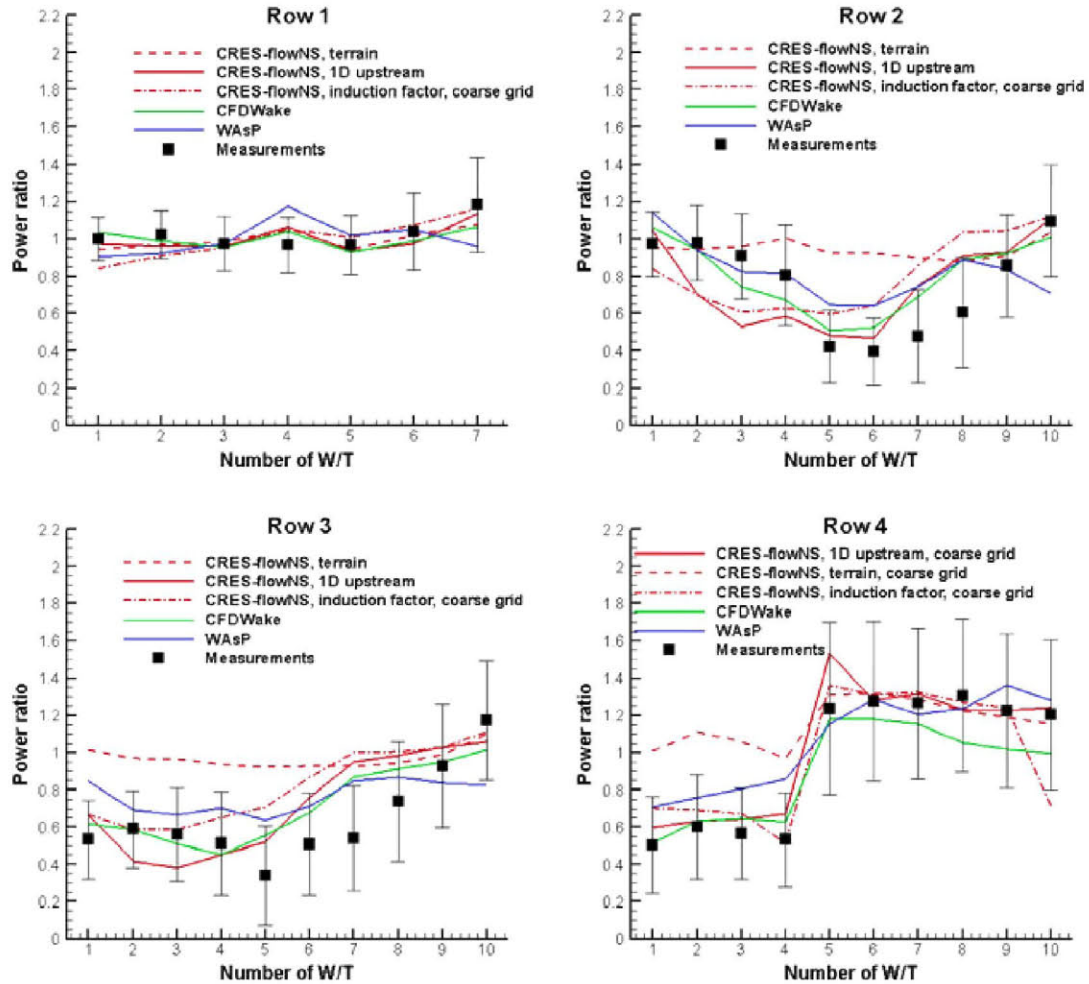 Row 1
2.2
2
1.8
1.6
1.4
1.2
1
0.8
0.6
0.4
0.2
0
Power ratio
CRES-flowNS, terrain
CRES-flowNS, 1D upstream
CRES-flowNS, induction factor, coarse grid
CFDWake
WAsP
Measurements
1 2 3 4 5 6 7
Number of W/T
Row 2
2.2
2
1.8
1.6
1.4
1.2
1
0.8
0.6
0.4
0.2
0
Power ratio
CRES-flowNS, terrain
CRES-flowNS, 1D upstream
CRES-flowNS, induction factor, coarse grid
CFDWake
WAsP
Measurements
1 2 3 4 5 6 7 8 9 10
Number of W/T
Row 3
2.2
2
1.8
1.6
1.4
1.2
1
0.8
0.6
0.4
0.2
0
Power ratio
CRES-flowNS, terrain
CRES-flowNS, 1D upstream
CRES-flowNS, induction factor, coarse grid
CFDWake
WAsP
Measurements
1 2 3 4 5 6 7 8 9 10
Number of W/T
Row 4
2.2
2
1.8
1.6
1.4
1.2
1
0.8
0.6
0.4
0.2
0
Power ratio
CRES-flowNS, 1D upstream, coarse grid
CRES-flowNS, terrain, coarse grid
CRES-flowNS, induction factor, coarse grid
CFDWake
WAsP
Measurements
1 2 3 4 5 6 7 8 9 10
Number of W/T